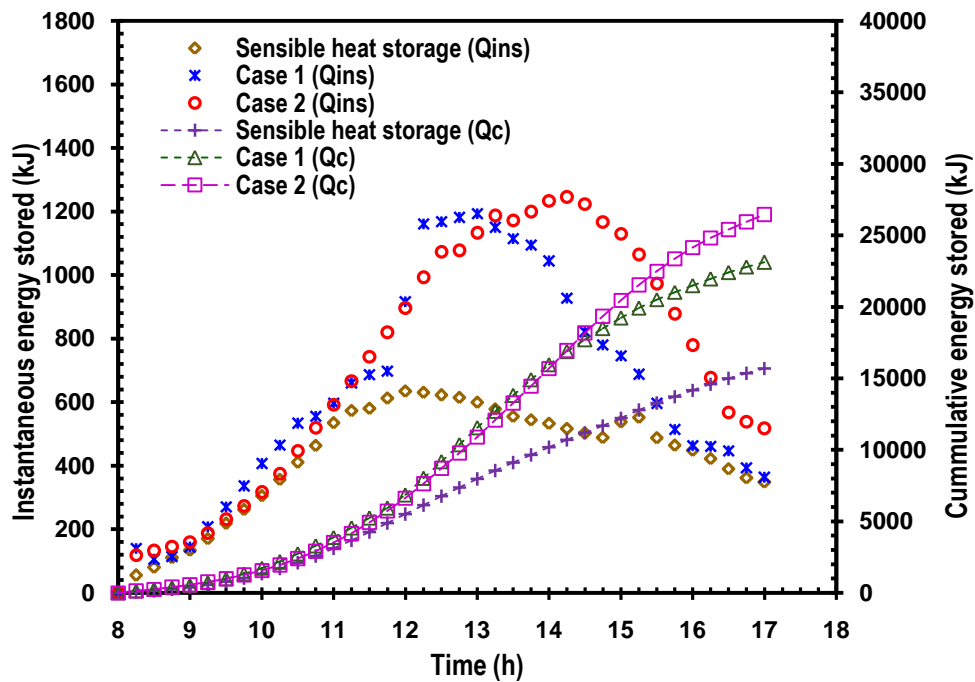 1800
1600
1400
1200
1000
800
600
400
200
0
Instantaneous energy stored (kJ)
Sensible heat storage (Qins)
Case 1 (Qins)
Case 2 (Qins)
Sensible heat storage (Qc)
Case 1 (Qc)
Case 2 (Qc)
40000
35000
30000
25000
20000
15000
10000
5000
0
Cummulative energy stored (kJ)
8 9 10 11 12 13 14 15 16 17 18
Time (h)